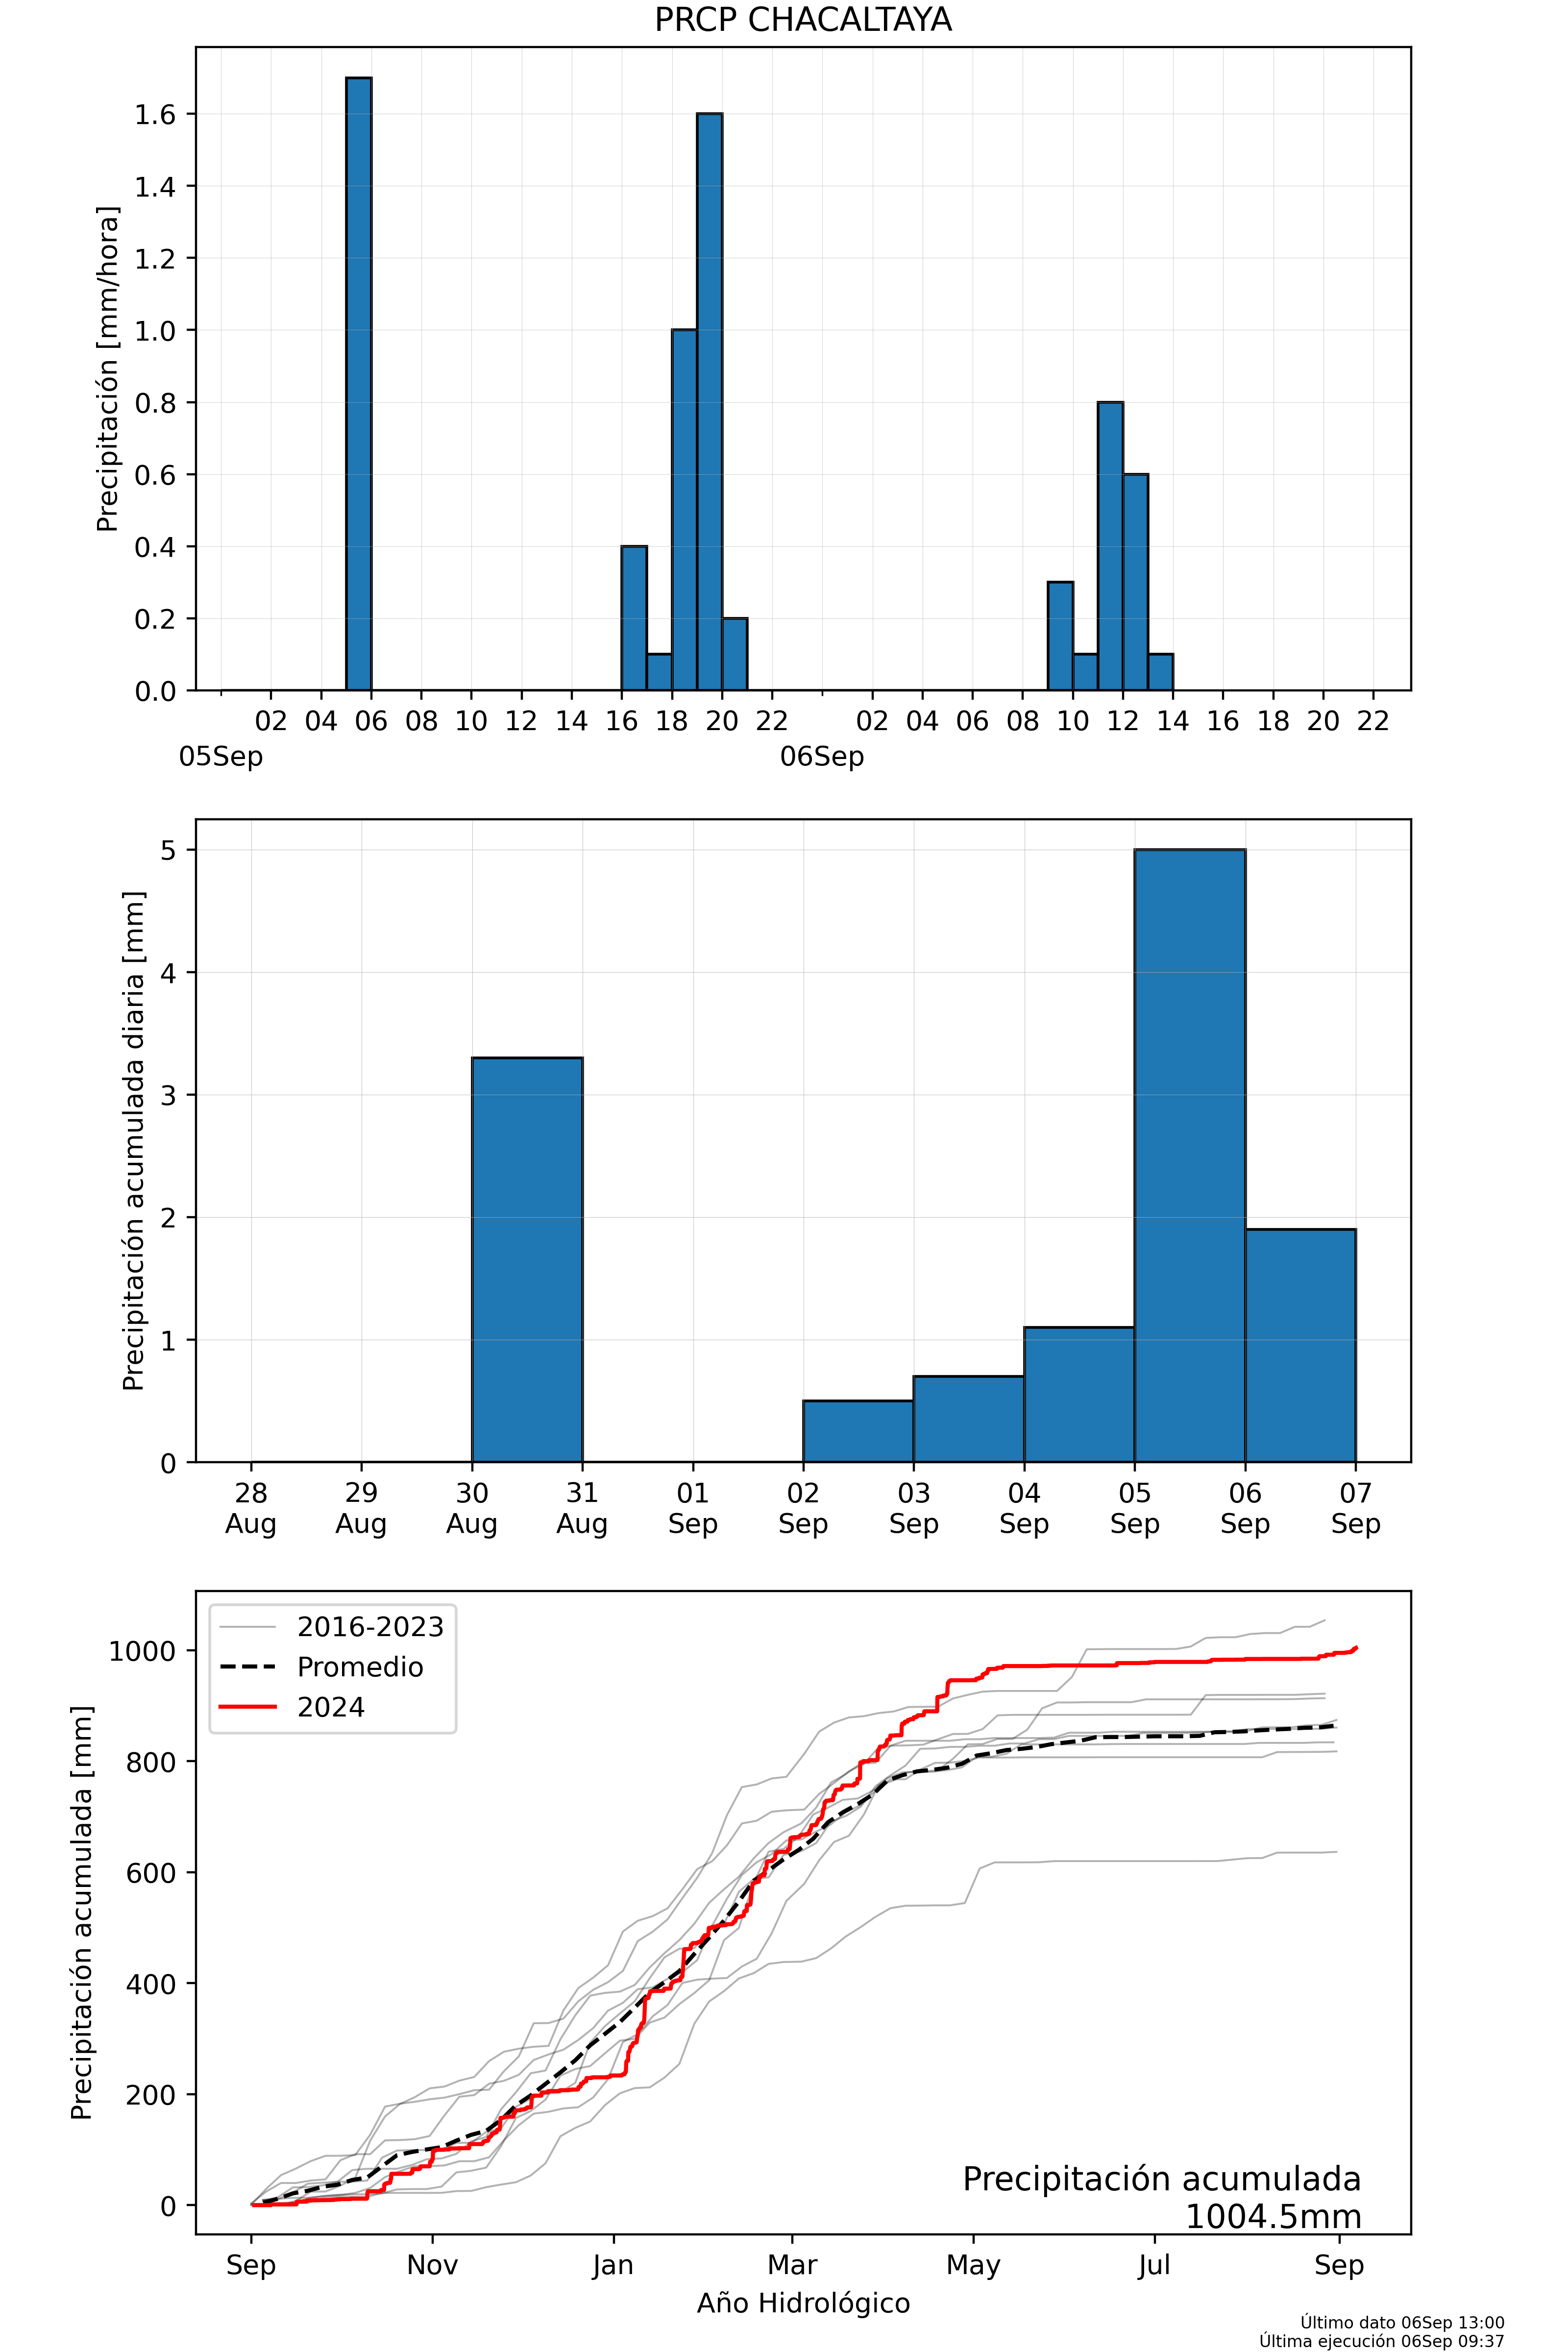 PRCP CHACALTAYA
Precipitación [mm/hora]
1.6
1.4
1.2
1.0
0.8
0.6
0.4
0.2
0.0
02 04 06 08 10 12 14 16 18 20 22 02 04 06 08 10 12 14 16 18 20 22
05Sep 06Sep
Precipitación acumulada diaria [mm]
5
4
3
2
1
0
28 29 30 31 01 02 03 04 05 06 07
Aug Aug Aug Aug Sep Sep Sep Sep Sep Sep Sep
Precipitación acumulada [mm]
1000
800
600
400
200
0
2016-2023
Promedio
2024
Precipitación acumulada
1004.5mm
Sep Nov Jan Mar May Jul Sep
Año Hidrológico
Último dato 06Sep 13:00
Última ejecución 06Sep 09:37